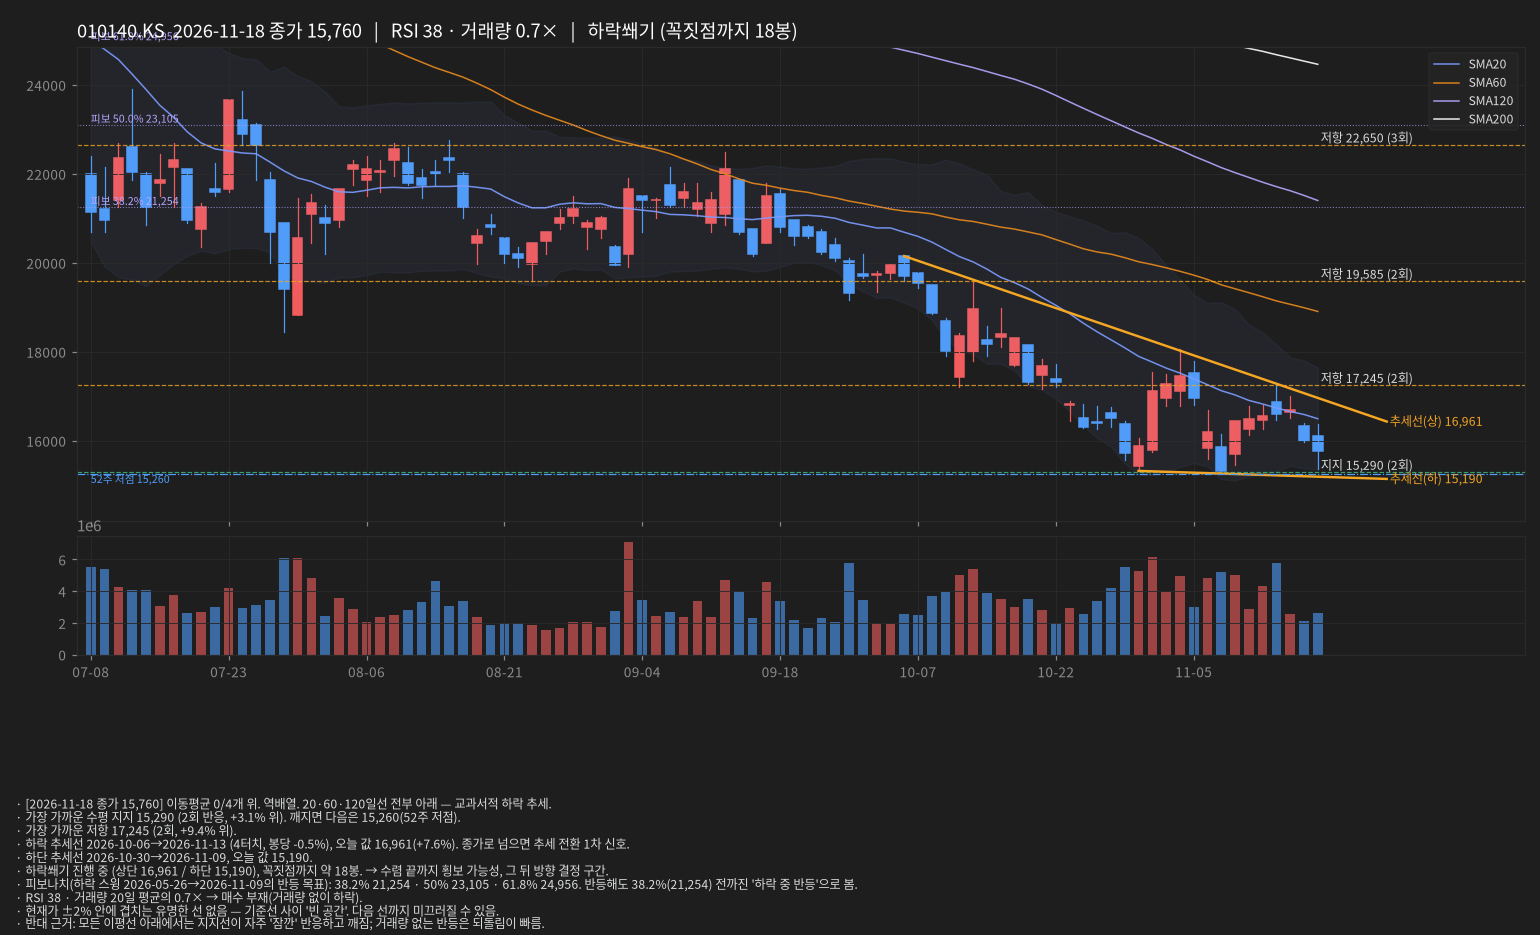 010140.KS 2026-11-18 종가 15,760 | RSI 38 · 거래량 0.7× | 하락쐐기 (꼭짓점까지 18봉)
피보 61.8% 24,956
SMA20
SMA60
SMA120
SMA200
24000
피보 50.0% 23,105
저항 22,650 (3회)
22000
피보 38.2% 21,254
20000
저항 19,585 (2회)
18000
저항 17,245 (2회)
추세선(상) 16,961
16000
지지 15,290 (2회)
52주 저점 15,260
추세선(하) 15,190
1e6
6
4
2
0
07-08 07-23 08-06 08-21 09-04 09-18 10-07 10-22 11-05
· [2026-11-18 종가 15,760] 이동평균 0/4개 위. 역배열. 20·60·120일선 전부 아래 — 교과서적 하락 추세.
· 가장 가까운 수평 지지 15,290 (2회 반응, +3.1% 위). 깨지면 다음은 15,260(52주 저점).
· 가장 가까운 저항 17,245 (2회, +9.4% 위).
· 하락 추세선 2026-10-06→2026-11-13 (4터치, 봉당 -0.5%), 오늘 값 16,961(+7.6%). 종가로 넘으면 추세 전환 1차 신호.
· 하단 추세선 2026-10-30→2026-11-09, 오늘 값 15,190.
· 하락쐐기 진행 중 (상단 16,961 / 하단 15,190), 꼭짓점까지 약 18봉. → 수렴 끝까지 횡보 가능성, 그 뒤 방향 결정 구간.
· 피보나치(하락 스윙 2026-05-26→2026-11-09의 반등 목표): 38.2% 21,254 · 50% 23,105 · 61.8% 24,956. 반등해도 38.2%(21,254) 전까진 '하락 중 반등'으로 봄.
· RSI 38 · 거래량 20일 평균의 0.7× → 매수 부재(거래량 없이 하락).
· 현재가 ±2% 안에 겹치는 유명한 선 없음 — 기준선 사이 '빈 공간'. 다음 선까지 미끄러질 수 있음.
· 반대 근거: 모든 이평선 아래에서는 지지선이 자주 '잠깐' 반응하고 깨짐; 거래량 없는 반등은 되돌림이 빠름.